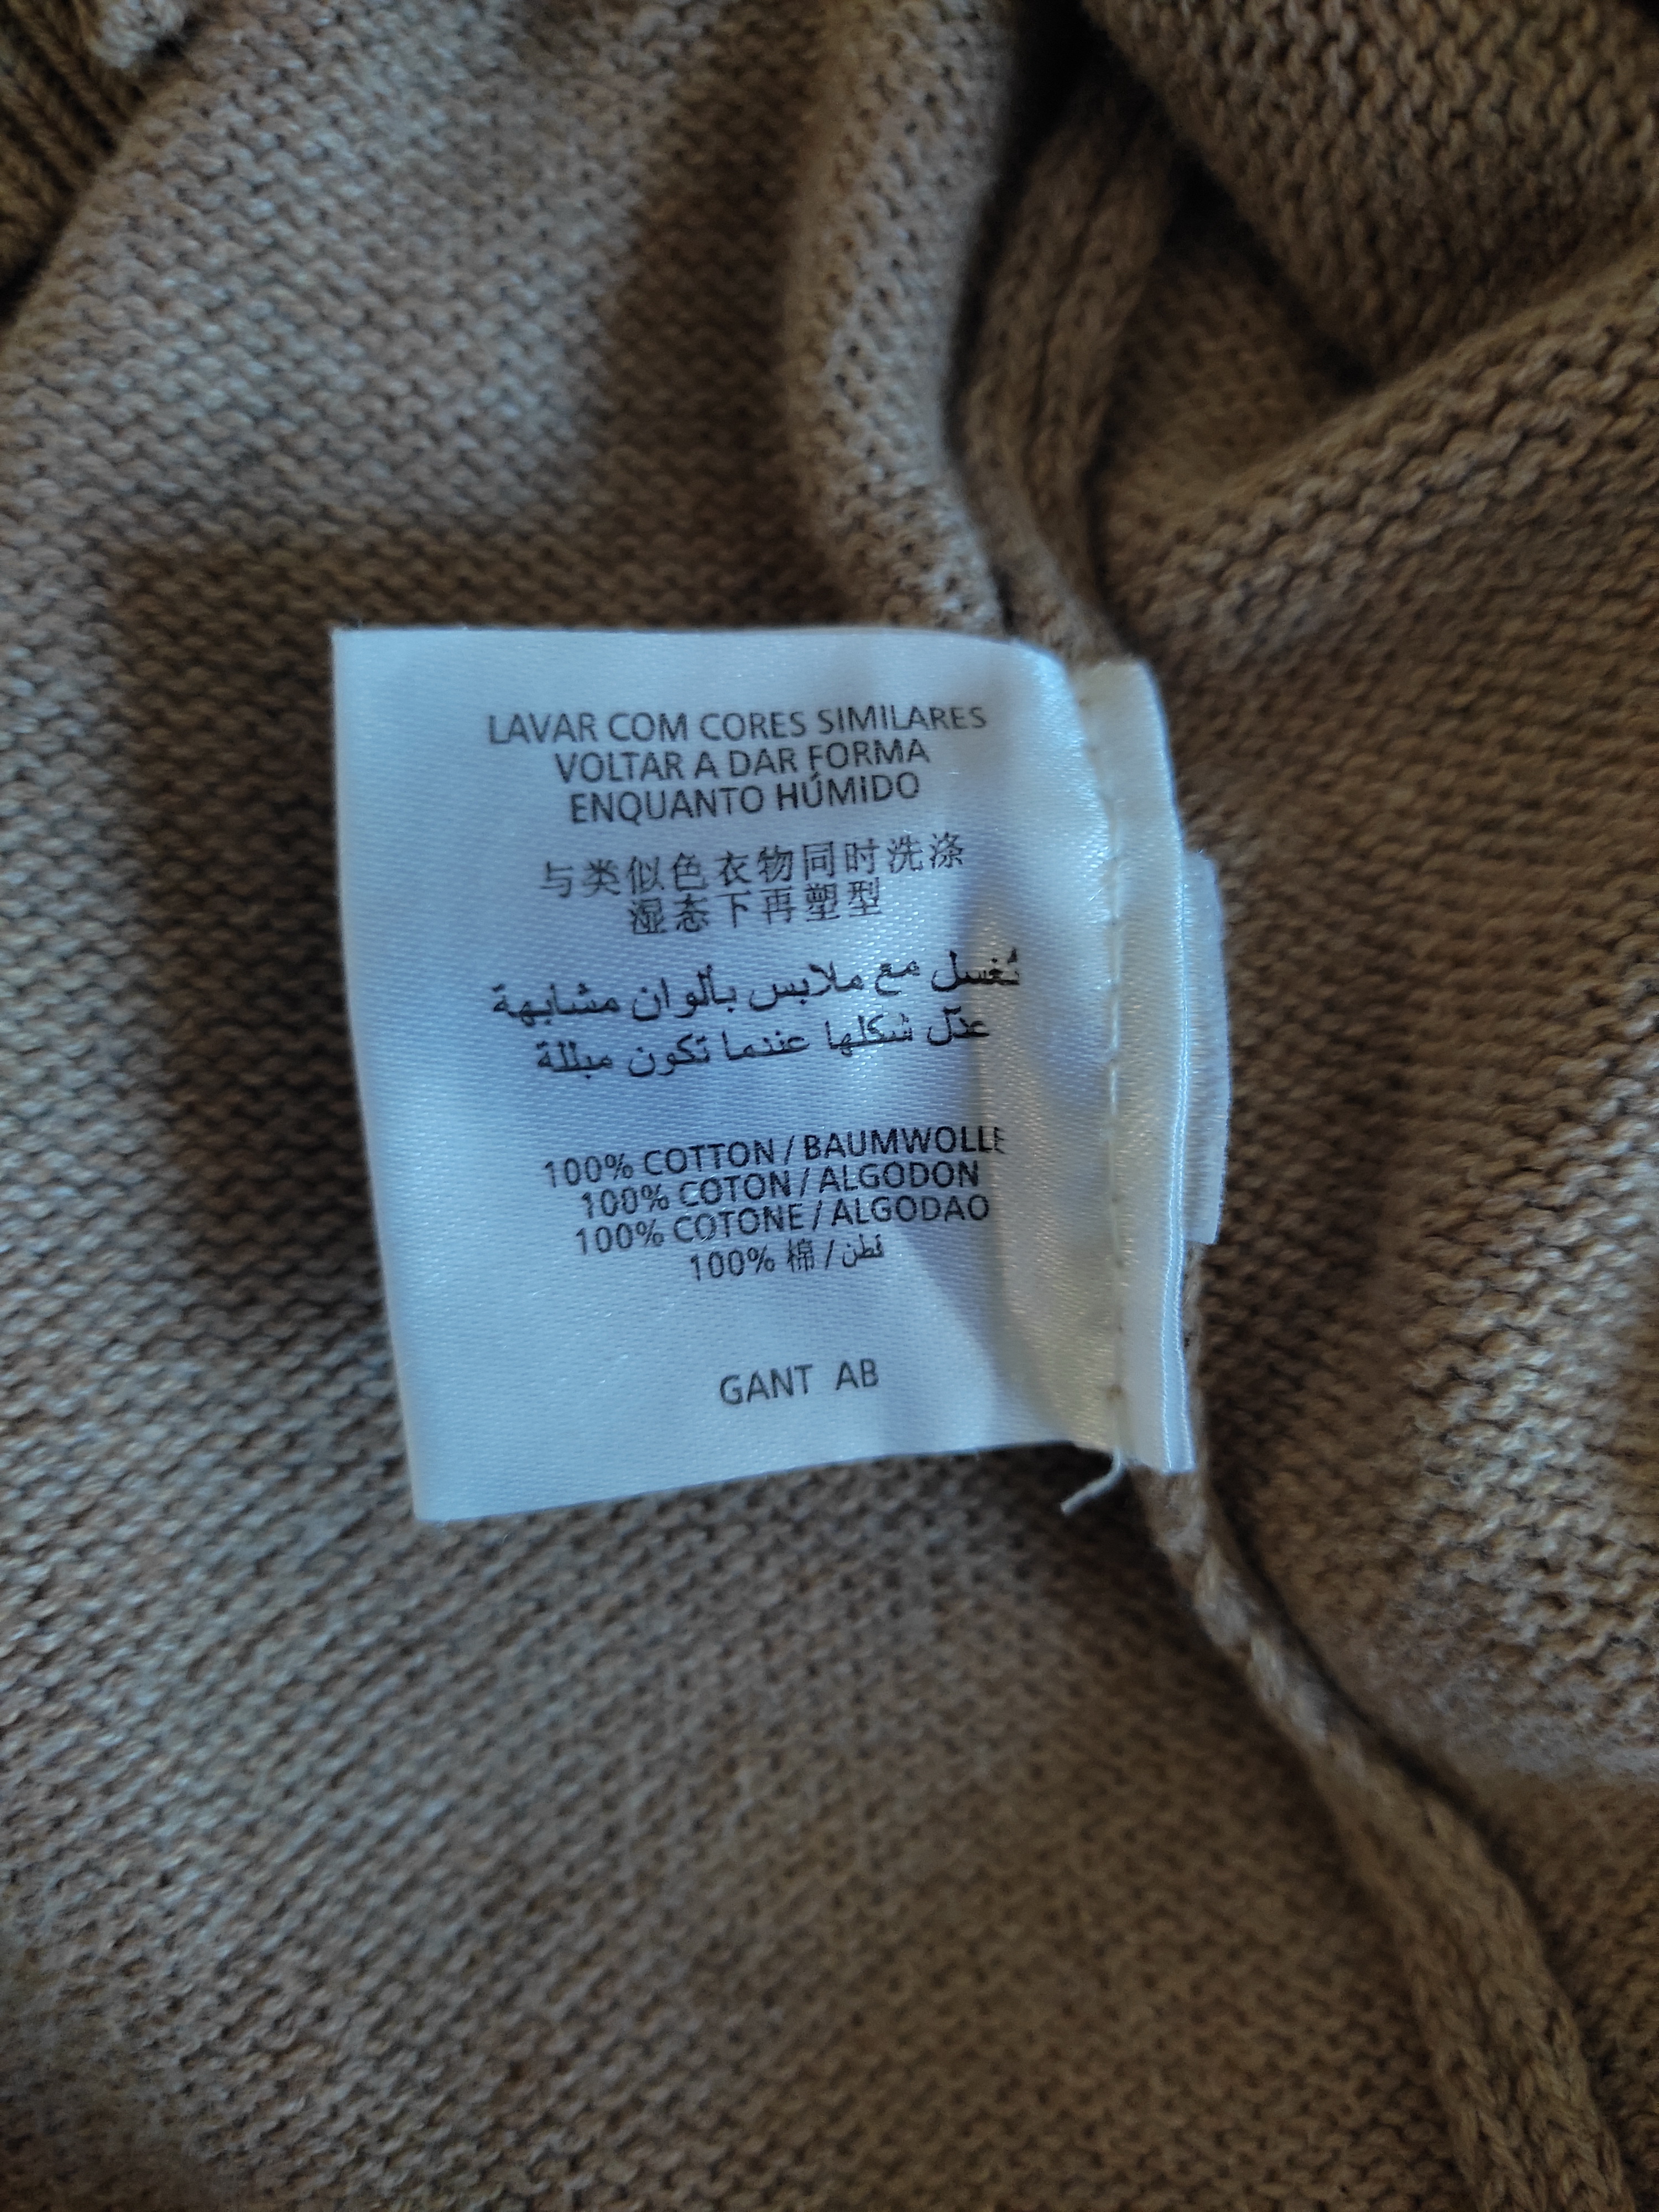 LAVAR COM CORES SIMILARES
VOLTAR A DAR FORMA
ENQUANTO HÚMIDO
与类似色衣物同时洗涤
湿态下再塑型
تُغسل مع ملابس بألوان مشابهة
عدّل شكلها عندما تكون مبللة
100% COTTON / BAUMWOLLE
100% COTON / ALGODON
100% COTONE / ALGODAO
100% 棉 / قطن
GANT AB